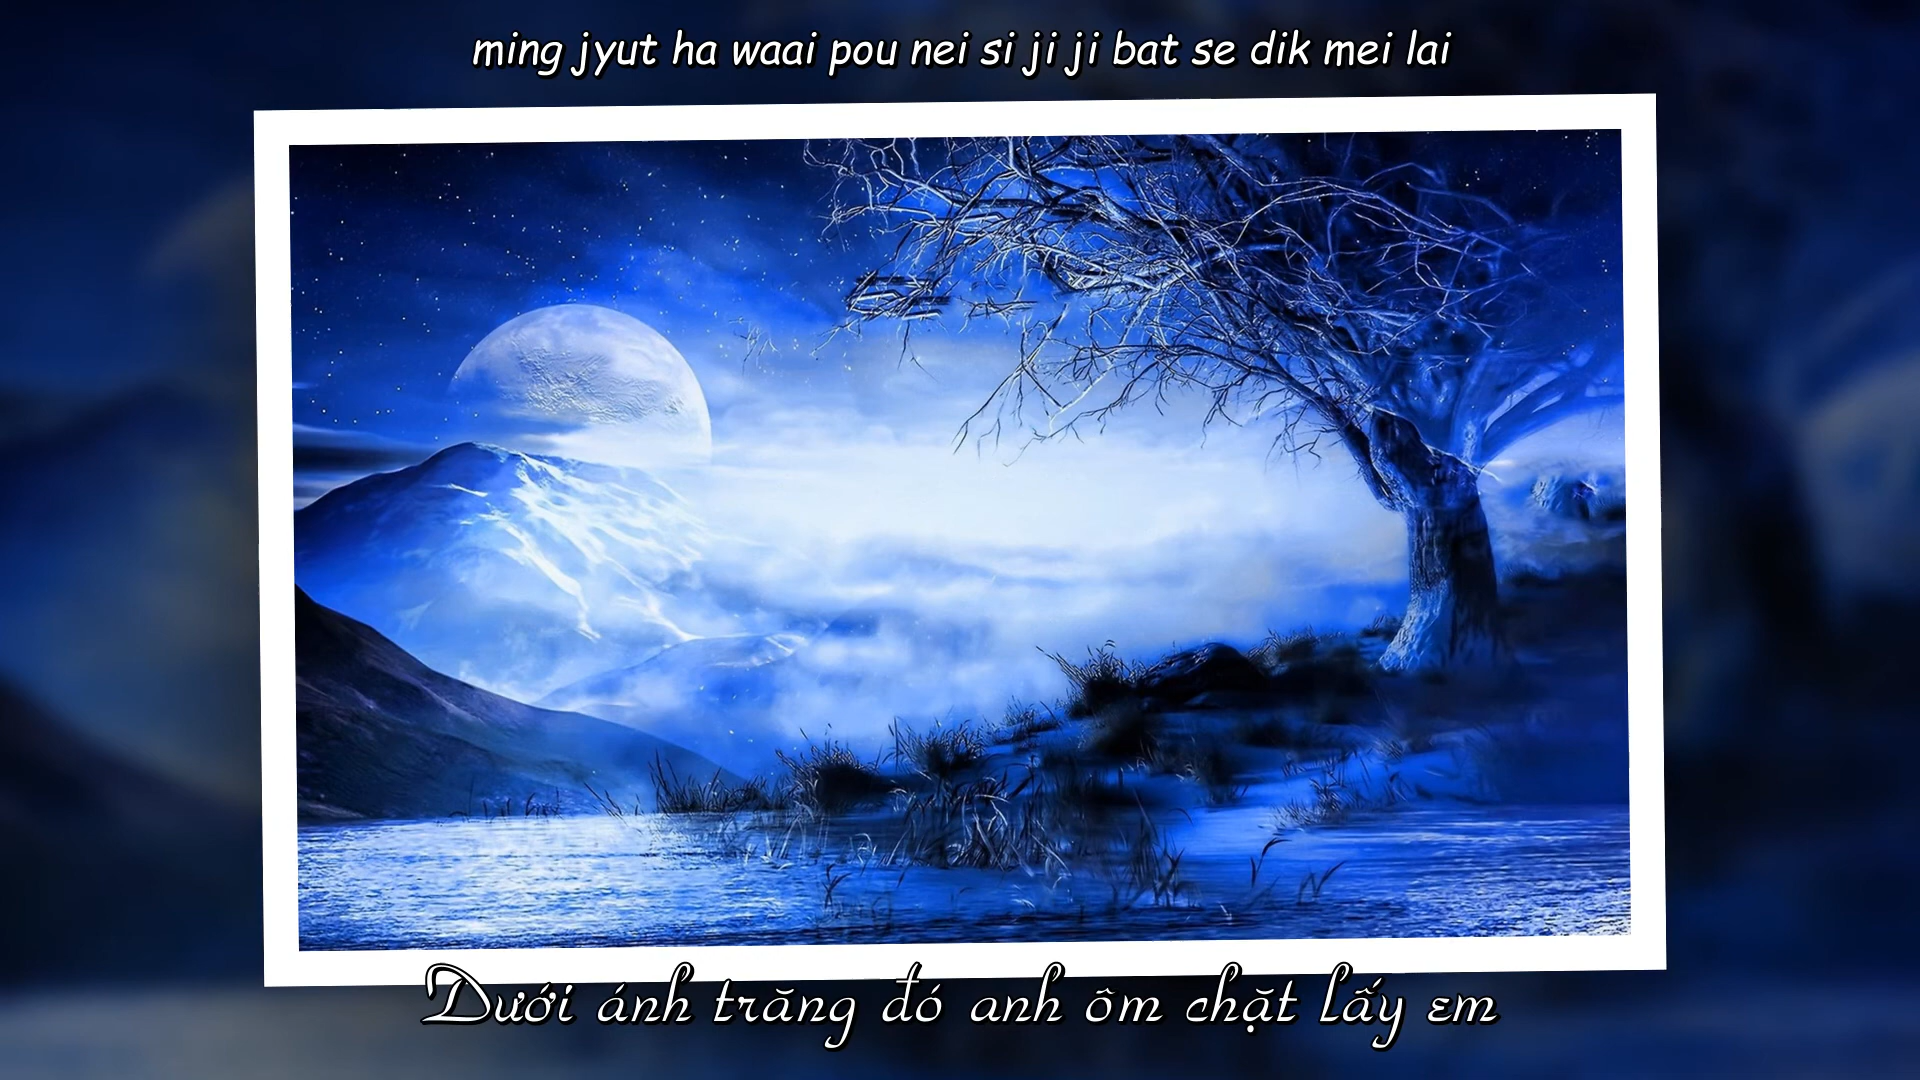 ming jyut ha waai pou nei si ji ji bat se dik mei lai
Dưới ánh trăng đó anh ôm chặt lấy em